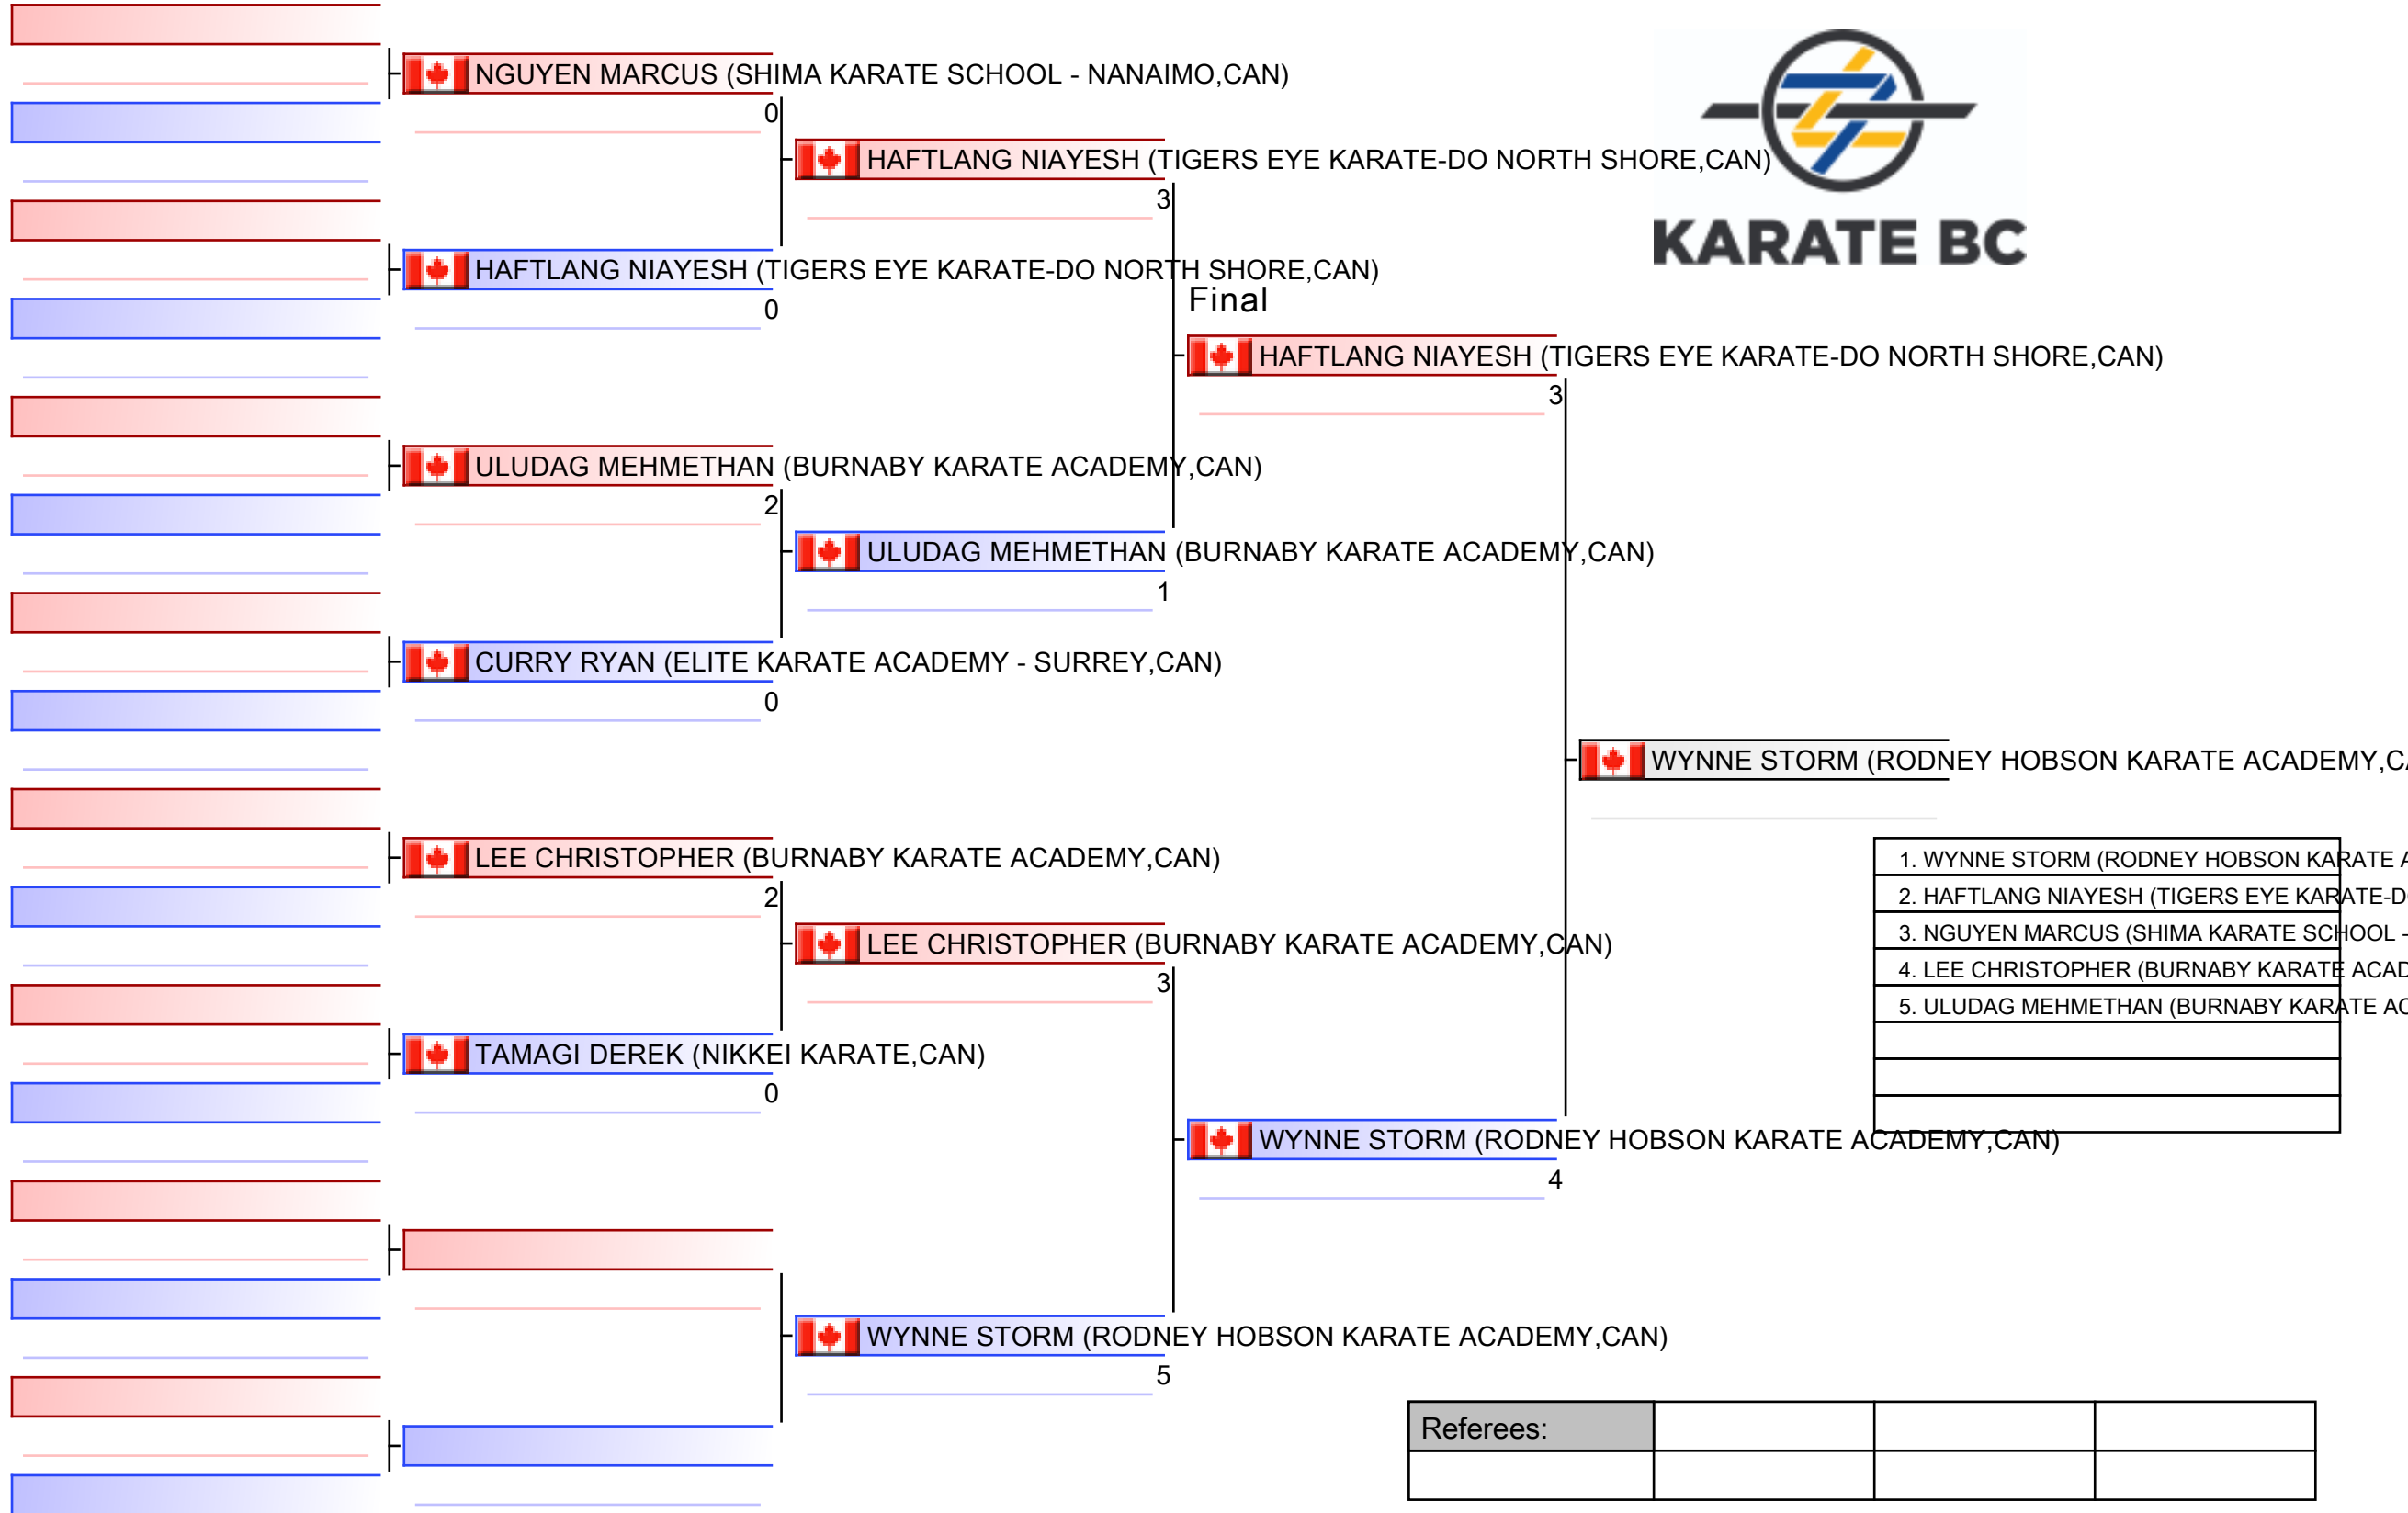 NGUYEN MARCUS (SHIMA KARATE SCHOOL - NANAIMO,CAN)
0
HAFTLANG NIAYESH (TIGERS EYE KARATE-DO NORTH SHORE,CAN)
3
KARATE BC
HAFTLANG NIAYESH (TIGERS EYE KARATE-DO NORTH SHORE,CAN)
0
Final
HAFTLANG NIAYESH (TIGERS EYE KARATE-DO NORTH SHORE,CAN)
3
ULUDAG MEHMETHAN (BURNABY KARATE ACADEMY,CAN)
2
ULUDAG MEHMETHAN (BURNABY KARATE ACADEMY,CAN)
1
CURRY RYAN (ELITE KARATE ACADEMY - SURREY,CAN)
0
WYNNE STORM (RODNEY HOBSON KARATE ACADEMY,CA
LEE CHRISTOPHER (BURNABY KARATE ACADEMY,CAN)
2
1. WYNNE STORM (RODNEY HOBSON KARATE A
2. HAFTLANG NIAYESH (TIGERS EYE KARATE-D
3. NGUYEN MARCUS (SHIMA KARATE SCHOOL -
4. LEE CHRISTOPHER (BURNABY KARATE ACAD
5. ULUDAG MEHMETHAN (BURNABY KARATE AC
LEE CHRISTOPHER (BURNABY KARATE ACADEMY,CAN)
3
TAMAGI DEREK (NIKKEI KARATE,CAN)
0
WYNNE STORM (RODNEY HOBSON KARATE ACADEMY,CAN)
4
WYNNE STORM (RODNEY HOBSON KARATE ACADEMY,CAN)
5
Referees: